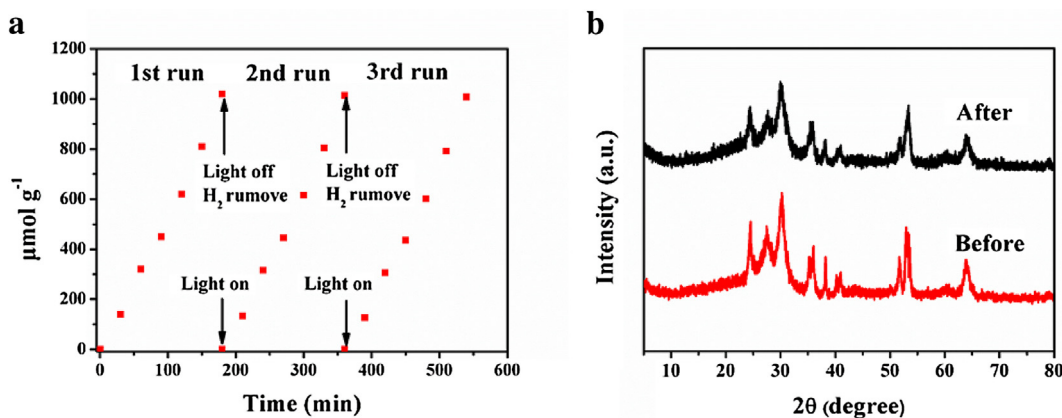 a
1200
1000
800
600
400
200
0
µmol g-1
1st run 2nd run 3rd run
Light off
H2 rumove
Light off
H2 rumove
Light on
Light on
0 100 200 300 400 500 600
Time (min)
b
Intensity (a.u.)
After
Before
10 20 30 40 50 60 70 80
2θ (degree)